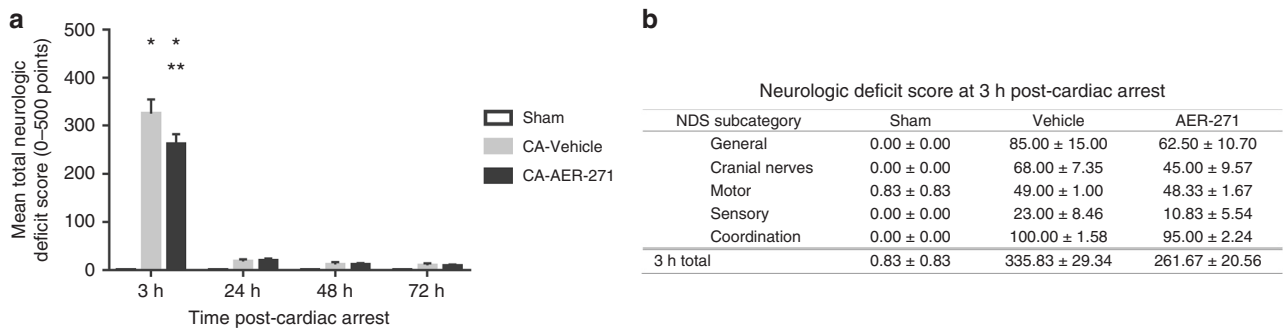 a
Mean total neurologic
deficit score (0–500 points)
500
400
300
200
100
0
*
*
**
3 h
24 h
48 h
72 h
Time post-cardiac arrest
Sham
CA-Vehicle
CA-AER-271
b
Neurologic deficit score at 3 h post-cardiac arrest
NDS subcategory Sham Vehicle AER-271
General 0.00 ± 0.00 85.00 ± 15.00 62.50 ± 10.70
Cranial nerves 0.00 ± 0.00 68.00 ± 7.35 45.00 ± 9.57
Motor 0.83 ± 0.83 49.00 ± 1.00 48.33 ± 1.67
Sensory 0.00 ± 0.00 23.00 ± 8.46 10.83 ± 5.54
Coordination 0.00 ± 0.00 100.00 ± 1.58 95.00 ± 2.24
3 h total 0.83 ± 0.83 335.83 ± 29.34 261.67 ± 20.56